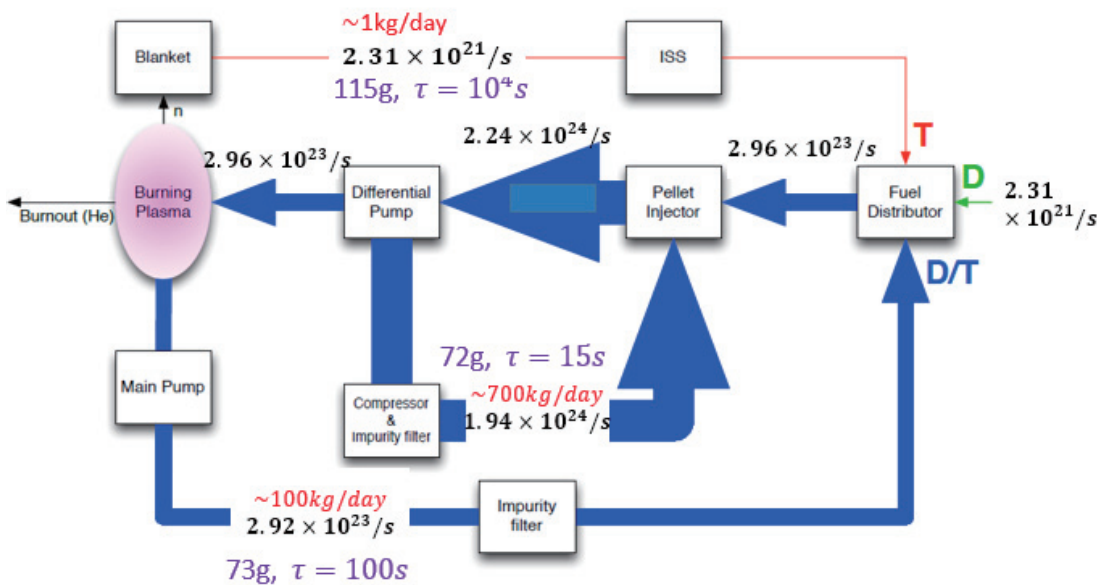 ~1kg/day
Blanket
2.31 × 10²¹/s
ISS
115g, τ = 10⁴s
n
2.24 × 10²⁴/s
T
2.96 × 10²³/s
2.96 × 10²³/s
D
Burning
Plasma
Differential
Pump
Pellet
Injector
Fuel
Distributor
2.31
× 10²¹/s
Burnout (He)
D/T
72g, τ = 15s
Main Pump
~700kg/day
Compressor
&
impurity filter
1.94 × 10²⁴/s
~100kg/day
2.92 × 10²³/s
Impurity
filter
73g, τ = 100s